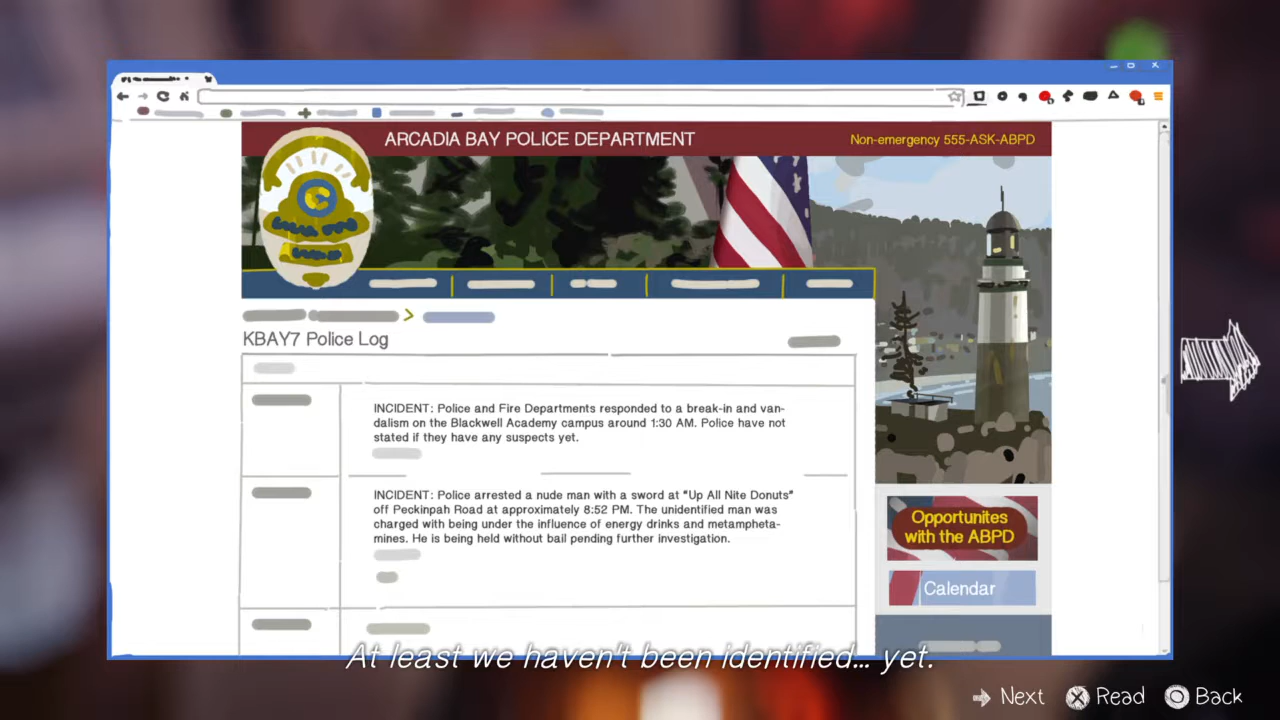 ARCADIA BAY POLICE DEPARTMENT
Non-emergency 555-ASK-ABPD
KBAY7 Police Log
INCIDENT: Police and Fire Departments responded to a break-in and van-
dalism on the Blackwell Academy campus around 1:30 AM. Police have not
stated if they have any suspects yet.
INCIDENT: Police arrested a nude man with a sword at "Up All Nite Donuts"
off Peckinpah Road at approximately 8:52 PM. The unidentified man was
charged with being under the influence of energy drinks and metampheta-
mines. He is being held without bail pending further investigation.
Opportunites
with the ABPD
Calendar
At least we haven't been identified... yet.
Next
Read
Back